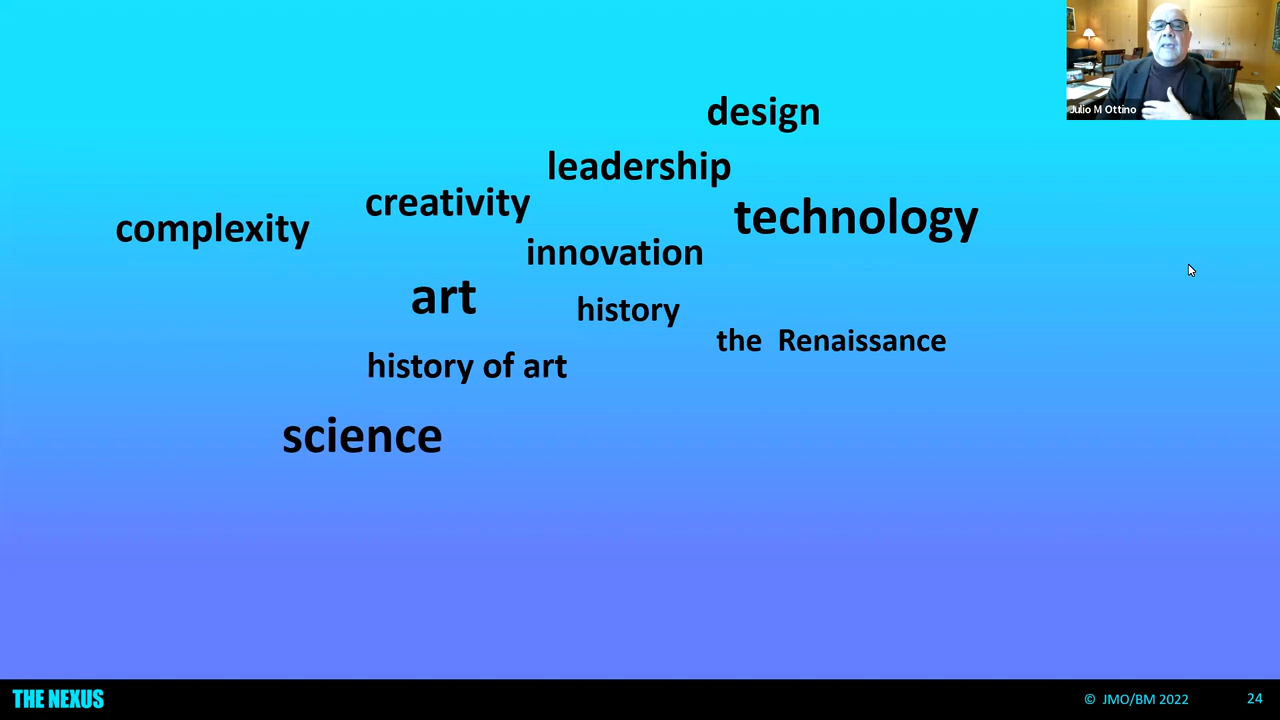 Julio M Ottino
design
leadership
creativity
technology
complexity
innovation
art
history
the Renaissance
history of art
science
THE NEXUS
© JMO/BM 2022
24